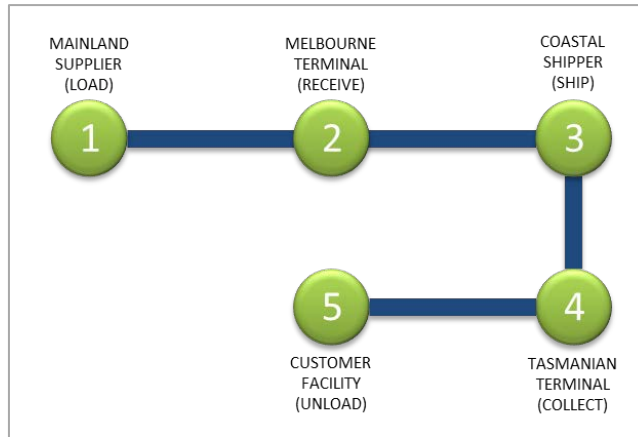 MAINLAND
SUPPLIER
(LOAD)
1
MELBOURNE
TERMINAL
(RECEIVE)
2
COASTAL
SHIPPER
(SHIP)
3
4
TASMANIAN
TERMINAL
(COLLECT)
5
CUSTOMER
FACILITY
(UNLOAD)